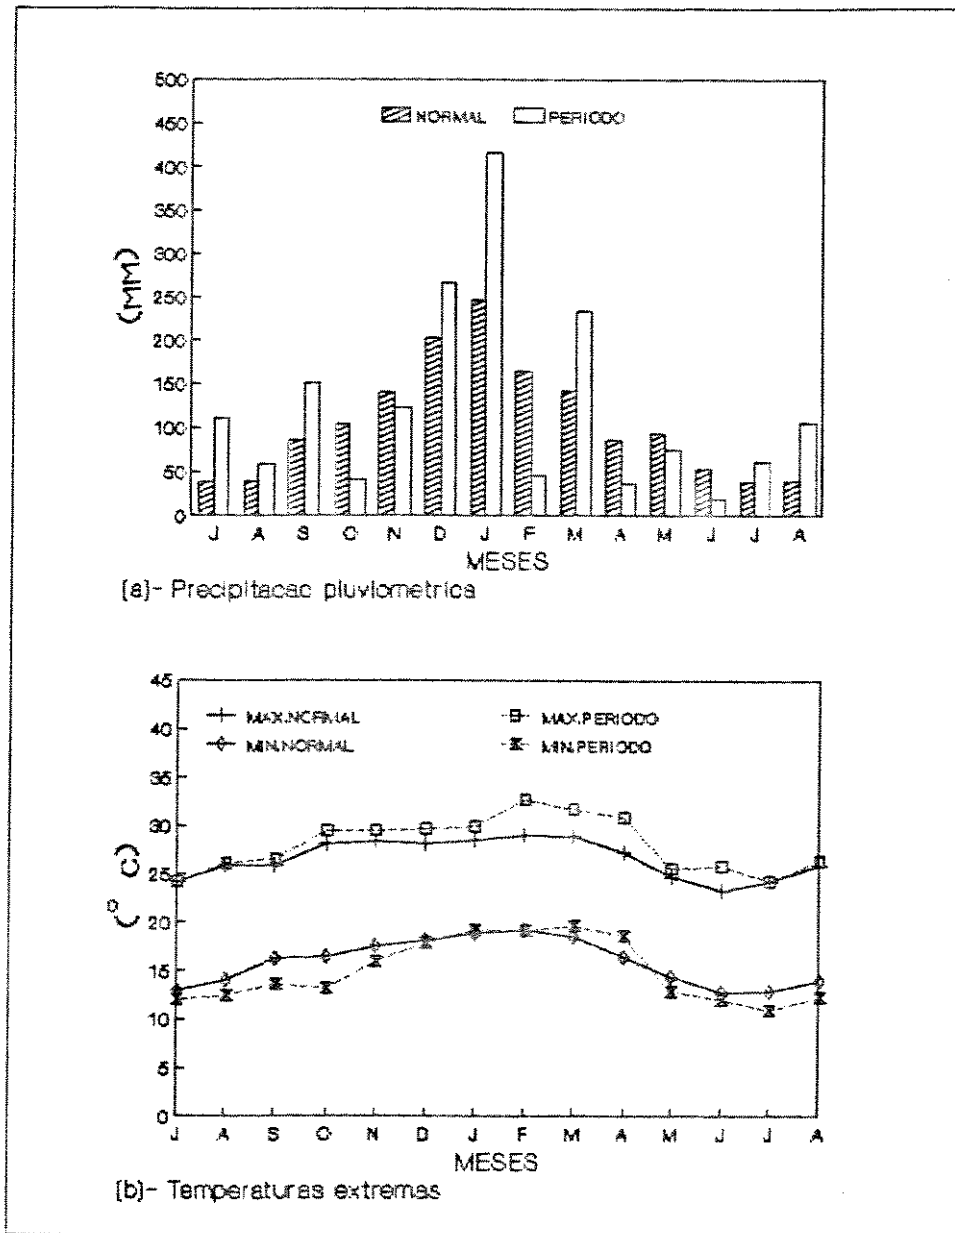 500
450
400
350
300
250
200
150
100
50
0
(MM)
NORMAL PERIODO
J A S O N D J F M A M J J A
MESES
(a)- Precipitacao pluviometrica
45
40
35
30
25
20
15
10
5
0
(° C)
MAX.NORMAL MAX.PERIODO
MIN.NORMAL MIN.PERIODO
J A S O N D J F M A M J J A
MESES
(b)- Temperaturas extremas